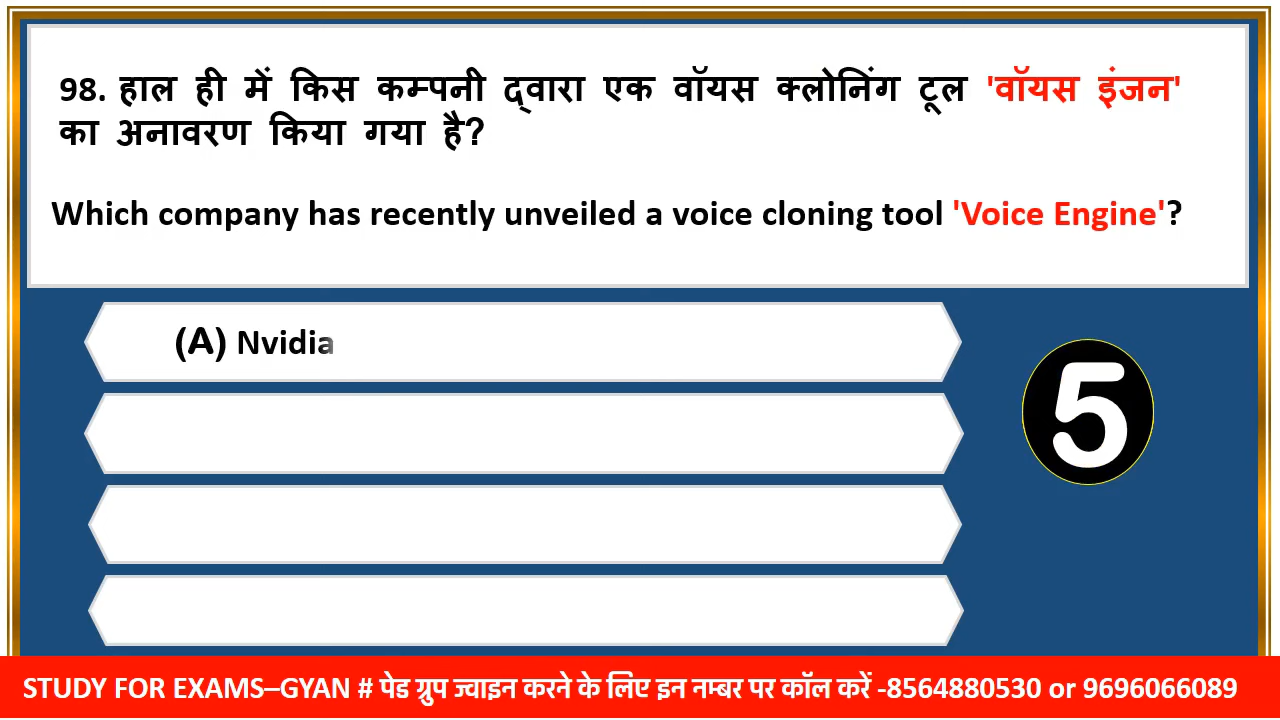 98. हाल ही में किस कम्पनी द्वारा एक वॉयस क्लोनिंग टूल 'वॉयस इंजन'
का अनावरण किया गया है?
Which company has recently unveiled a voice cloning tool 'Voice Engine'?
(A) Nvidia
5
STUDY FOR EXAMS–GYAN # पेड ग्रुप ज्वाइन करने के लिए इन नम्बर पर कॉल करें -8564880530 or 9696066089